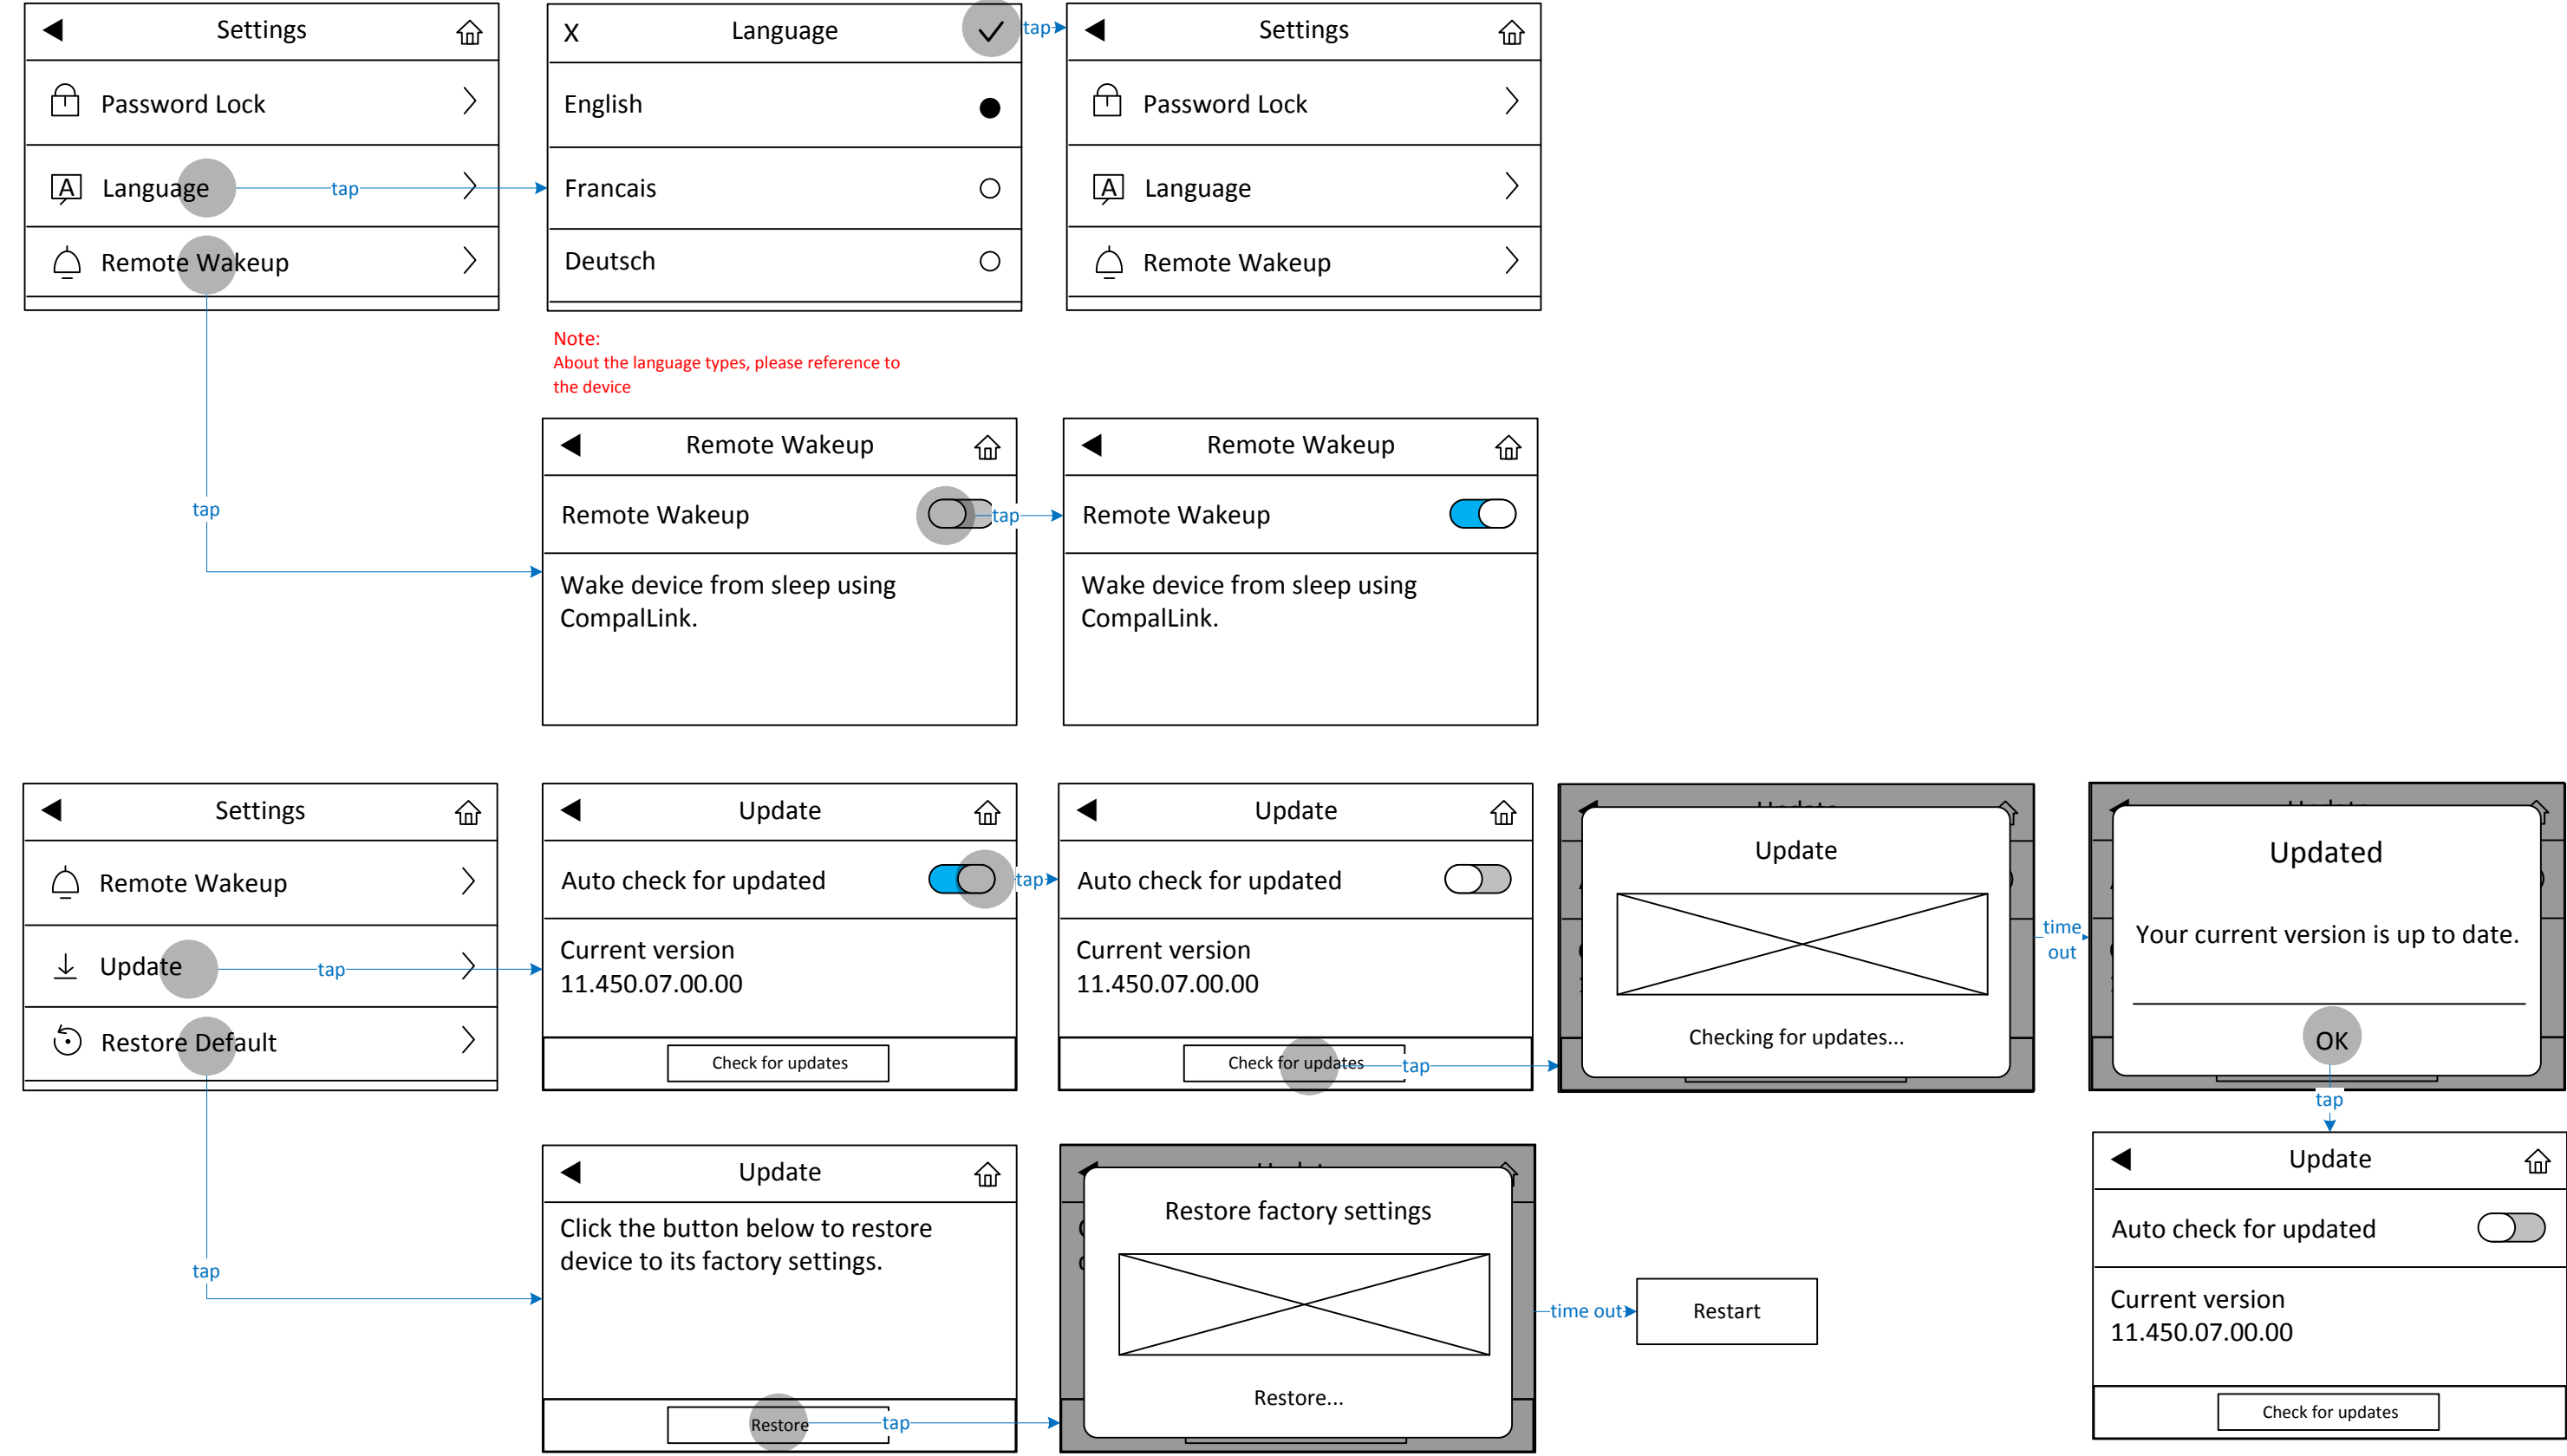 Settings
Password Lock
Language
tap
Remote Wakeup
tap
X Language
English
Francais
Deutsch
Note:
About the language types, please reference to
the device
tap
Settings
Password Lock
A Language
Remote Wakeup
Remote Wakeup
Remote Wakeup
Wake device from sleep using
CompalLink.
tap
Remote Wakeup
Remote Wakeup
Wake device from sleep using
CompalLink.
Settings
Remote Wakeup
Update
tap
Restore Default
tap
Update
Auto check for updated
Current version
11.450.07.00.00
Check for updates
tap
Update
Auto check for updated
Current version
11.450.07.00.00
Check for updates
tap
Update
Checking for updates...
time
out
Updated
Your current version is up to date.
OK
tap
Update
Auto check for updated
Current version
11.450.07.00.00
Check for updates
Update
Click the button below to restore
device to its factory settings.
Restore
tap
Restore factory settings
Restore...
time out
Restart